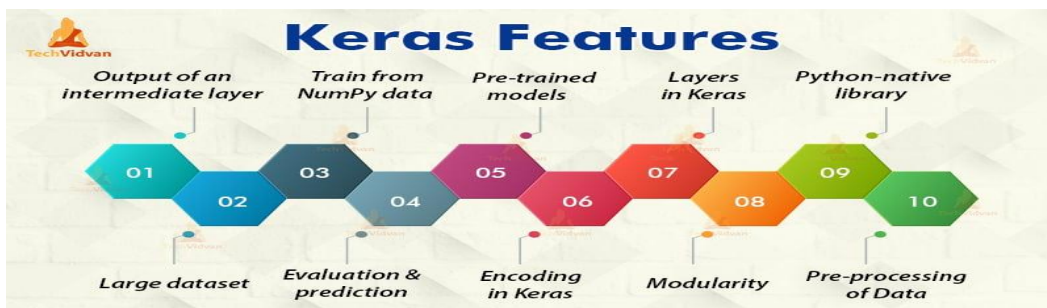 Keras Features
TechVidvan
Output of an
intermediate layer
Train from
NumPy data
Pre-trained
models
Layers
in Keras
Python-native
library
01
02
03
04
05
06
07
08
09
10
Large dataset
Evaluation &
prediction
Encoding
in Keras
Modularity
Pre-processing
of Data